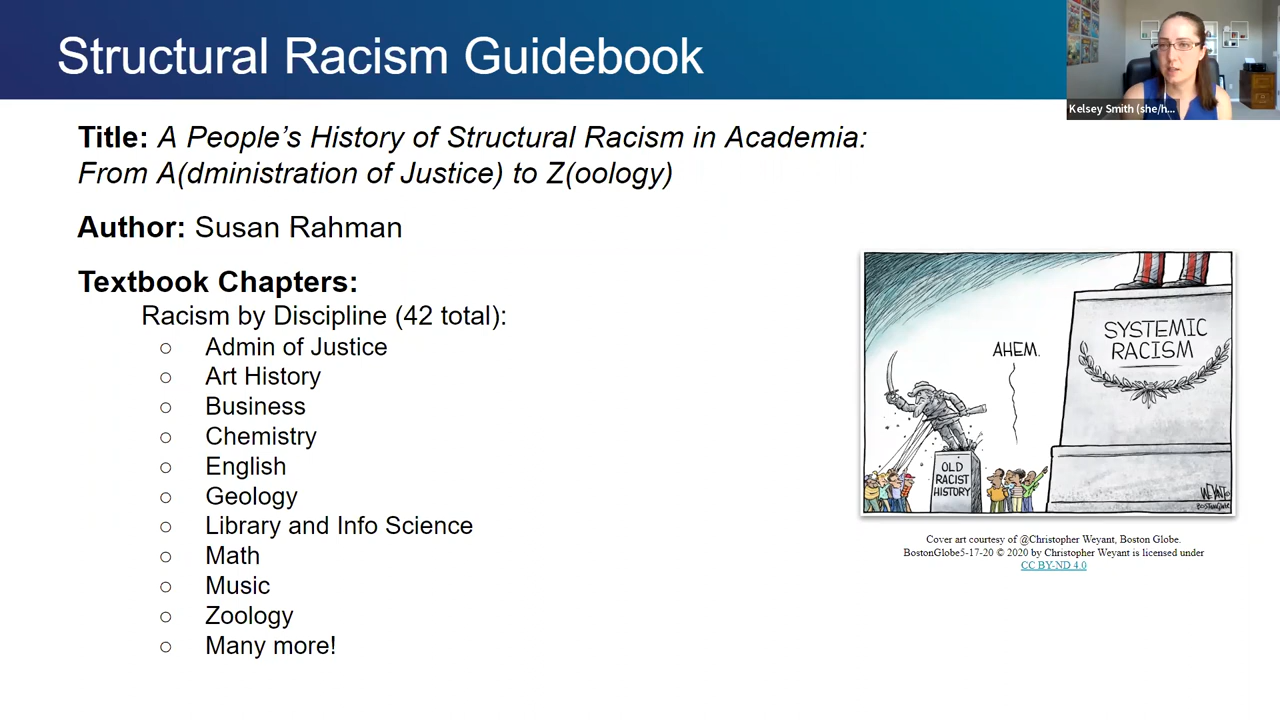 Structural Racism Guidebook
Kelsey Smith (she/h...
Title: A People’s History of Structural Racism in Academia:
From A(dministration of Justice) to Z(oology)
Author: Susan Rahman
Textbook Chapters:
Racism by Discipline (42 total):
○ Admin of Justice
○ Art History
○ Business
○ Chemistry
○ English
○ Geology
○ Library and Info Science
○ Math
○ Music
○ Zoology
○ Many more!
SYSTEMIC
RACISM
AHEM.
OLD
RACIST
HISTORY
WEYANT
Cover art courtesy of @Christopher Weyant, Boston Globe.
BostonGlobe5-17-20 © 2020 by Christopher Weyant is licensed under
CC BY-ND 4.0